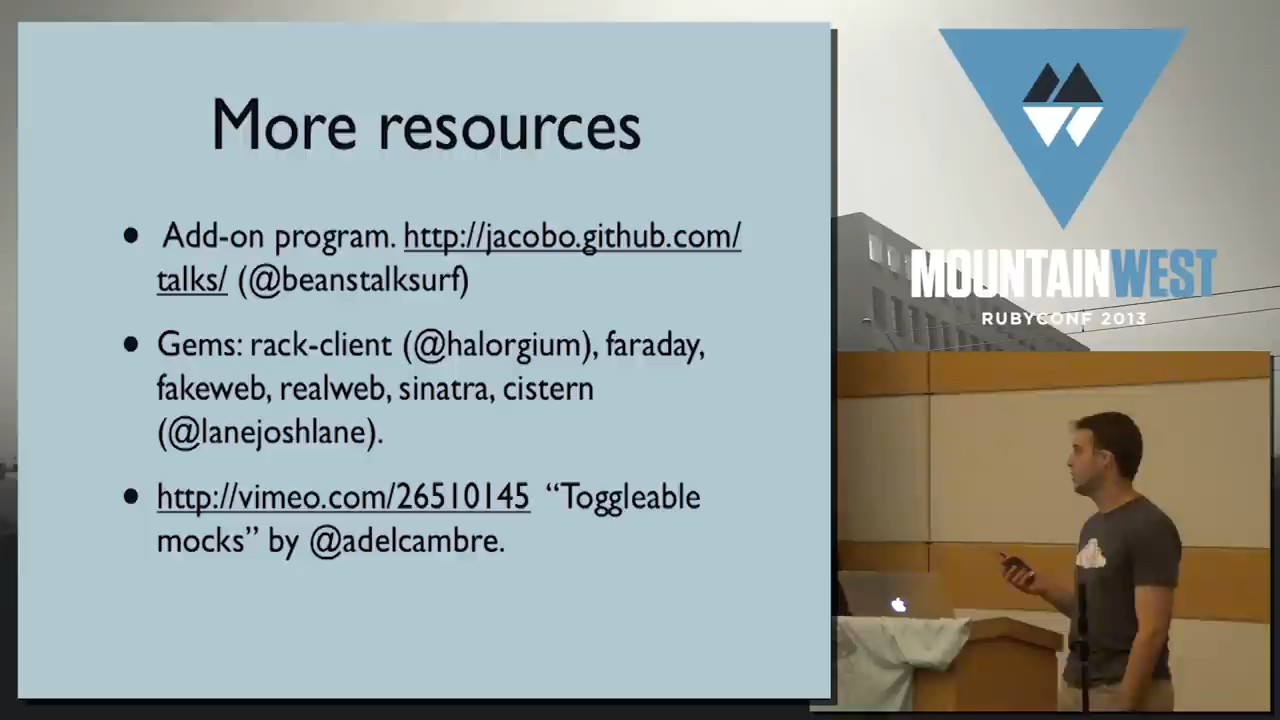 More resources
• Add-on program. http://jacobo.github.com/
talks/ (@beanstalksurf)
• Gems: rack-client (@halorgium), faraday,
fakeweb, realweb, sinatra, cistern
(@lanejoshlane).
• http://vimeo.com/26510145 “Toggleable
mocks” by @adelcambre.
MOUNTAINWEST
RUBYCONF 2013